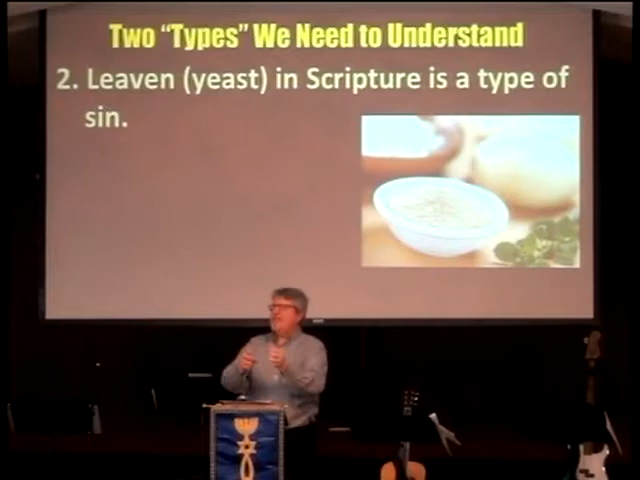 Two “Types” We Need to Understand
2. Leaven (yeast) in Scripture is a type of
sin.